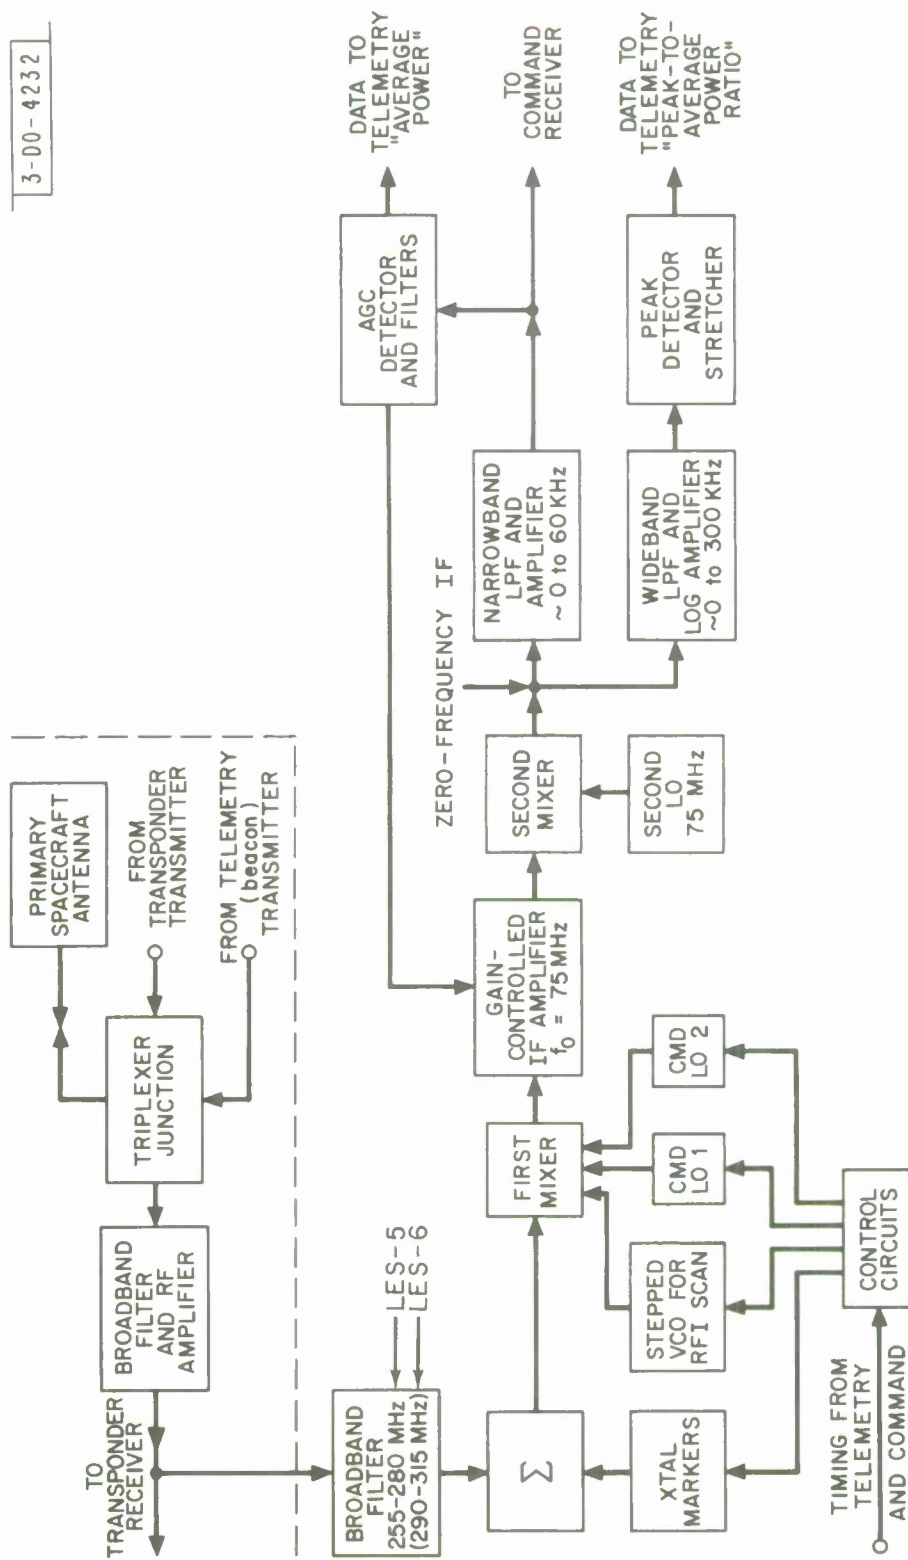 3-DO-4232
PRIMARY
SPACECRAFT
ANTENNA
FROM
TRANSPONDER
TRANSMITTER
FROM TELEMETRY
(beacon)
TRANSMITTER
TRIPLEXER
JUNCTION
BROADBAND
FILTER
AND RF
AMPLIFIER
TO
TRANSPONDER
RECEIVER
BROADBAND
FILTER
255-280 MHz
(290-315 MHz)
LES-5
LES-6
Σ
XTAL
MARKERS
STEPPED
VCO FOR
RFI SCAN
CMD
LO 1
CMD
LO 2
CONTROL
CIRCUITS
TIMING FROM
TELEMETRY
AND COMMAND
FIRST
MIXER
GAIN-
CONTROLLED
IF AMPLIFIER
fo = 75 MHz
SECOND
MIXER
SECOND
LO
75 MHz
ZERO-FREQUENCY IF
NARROWBAND
LPF AND
AMPLIFIER
~ 0 to 60 KHz
WIDEBAND
LPF AND
LOG AMPLIFIER
~0 to 300 KHz
AGC
DETECTOR
AND FILTERS
PEAK
DETECTOR
AND
STRETCHER
DATA TO
TELEMETRY
"AVERAGE
POWER"
TO
COMMAND
RECEIVER
DATA TO
TELEMETRY
"PEAK-TO-
AVERAGE
POWER
RATIO"